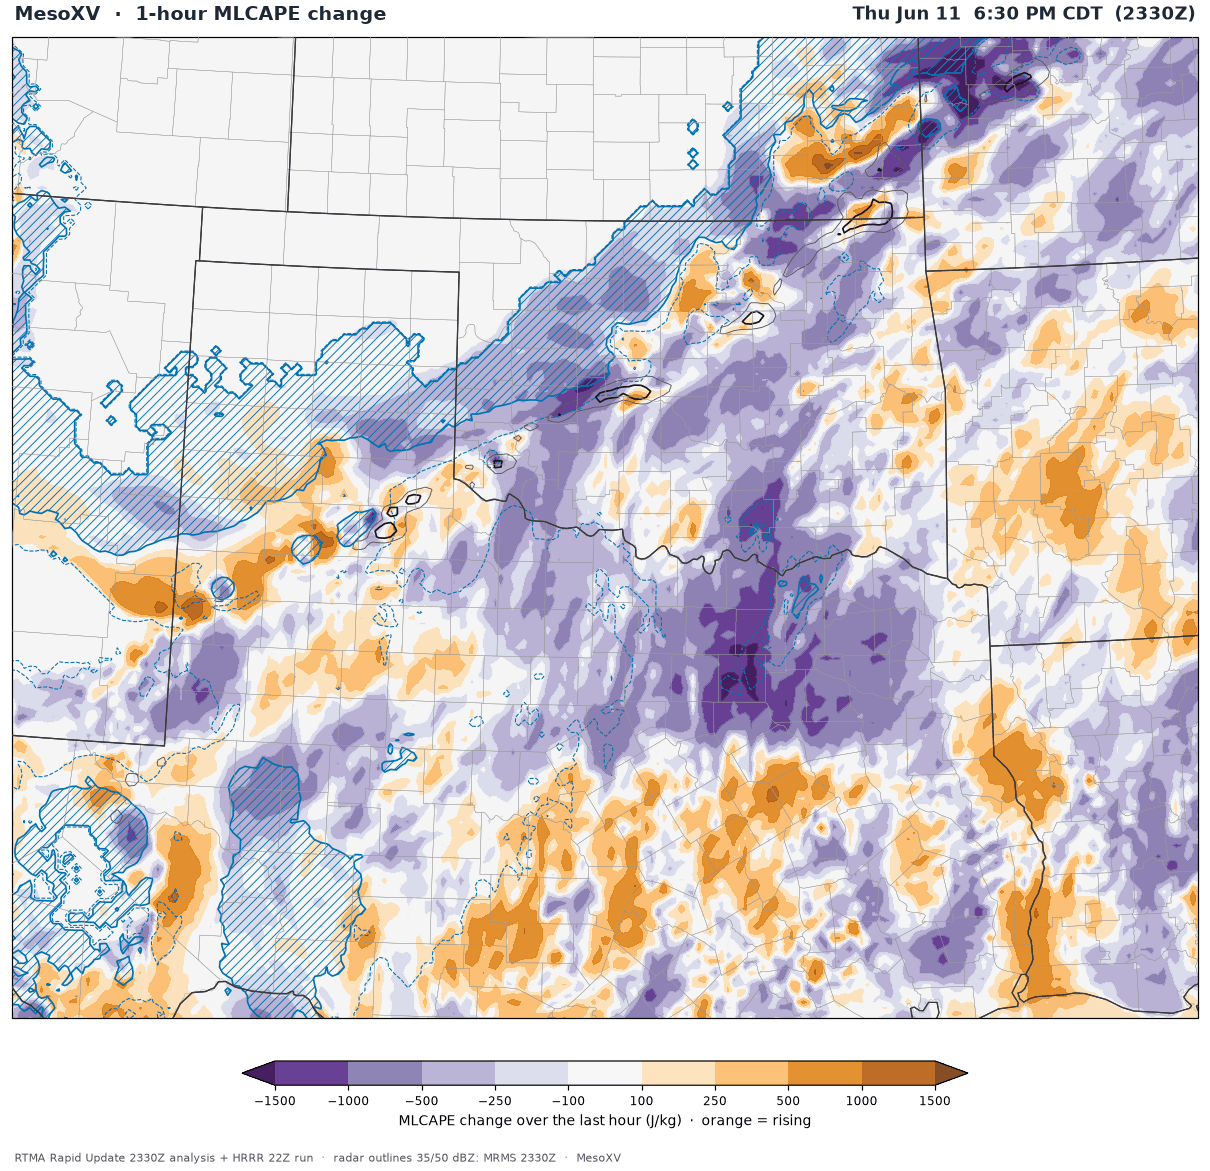 MesoXV · 1-hour MLCAPE change
Thu Jun 11 6:30 PM CDT (2330Z)
−1500 −1000 −500 −250 −100 100 250 500 1000 1500
MLCAPE change over the last hour (J/kg) · orange = rising
RTMA Rapid Update 2330Z analysis + HRRR 22Z run · radar outlines 35/50 dBZ: MRMS 2330Z · MesoXV